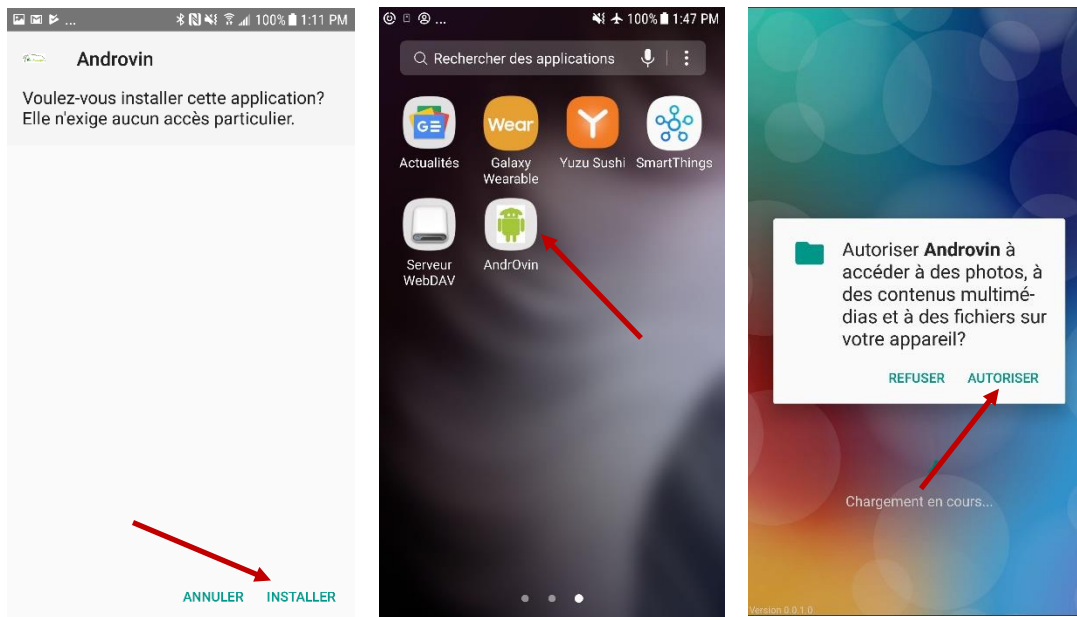 ... 100% 1:11 PM
Androvin
Voulez-vous installer cette application?
Elle n'exige aucun accès particulier.
ANNULER INSTALLER
... 100% 1:47 PM
Rechercher des applications
GE Wear
Actualités Galaxy Yuzu Sushi SmartThings
Wearable
Serveur AndrOvin
WebDAV
Autoriser Androvin à
accéder à des photos, à
des contenus multimé-
dias et à des fichiers sur
votre appareil?
REFUSER AUTORISER
Chargement en cours...
Version 0.0.1.0